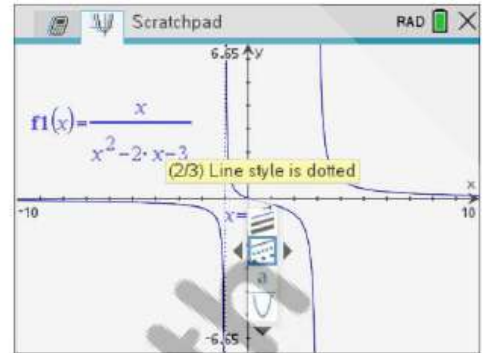 Scratchpad RAD
6.65 y
f1(x)= x
x²-2·x-3
(2/3) Line style is dotted
x
-10 x= 10
a
-6.65